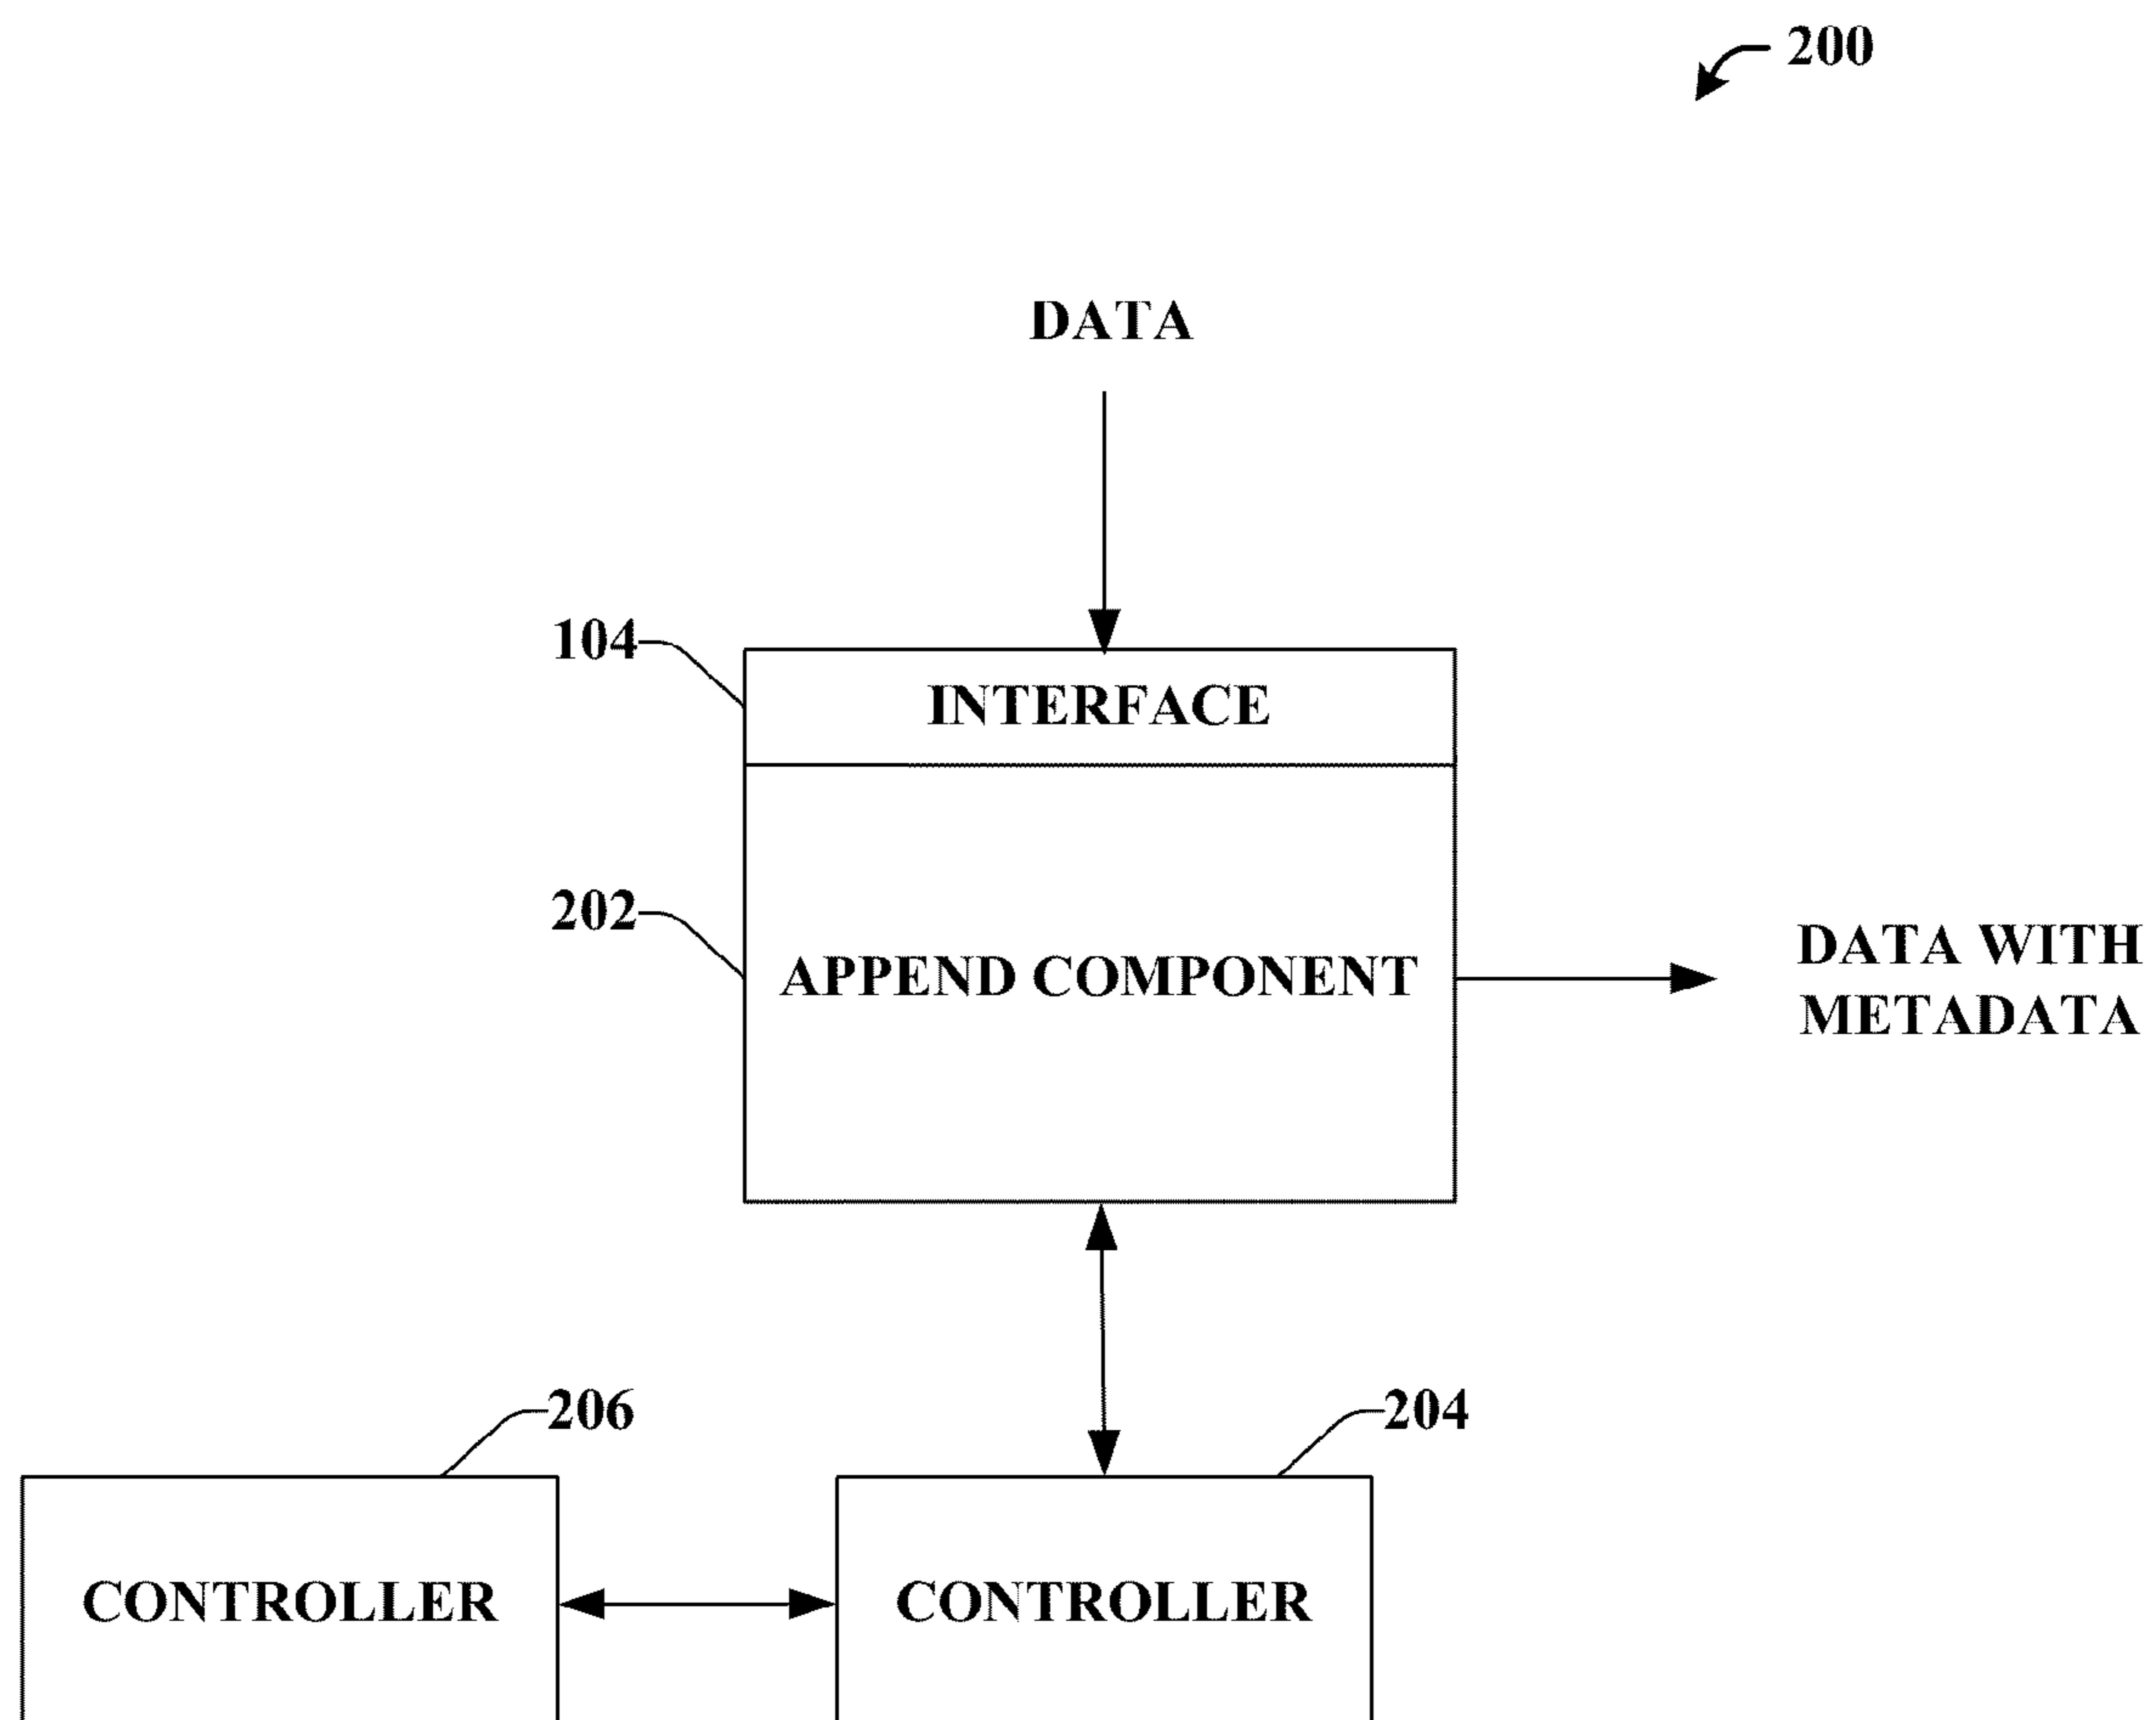 200
DATA
104
INTERFACE
202
APPEND COMPONENT
DATA WITH
METADATA
206
204
CONTROLLER
CONTROLLER